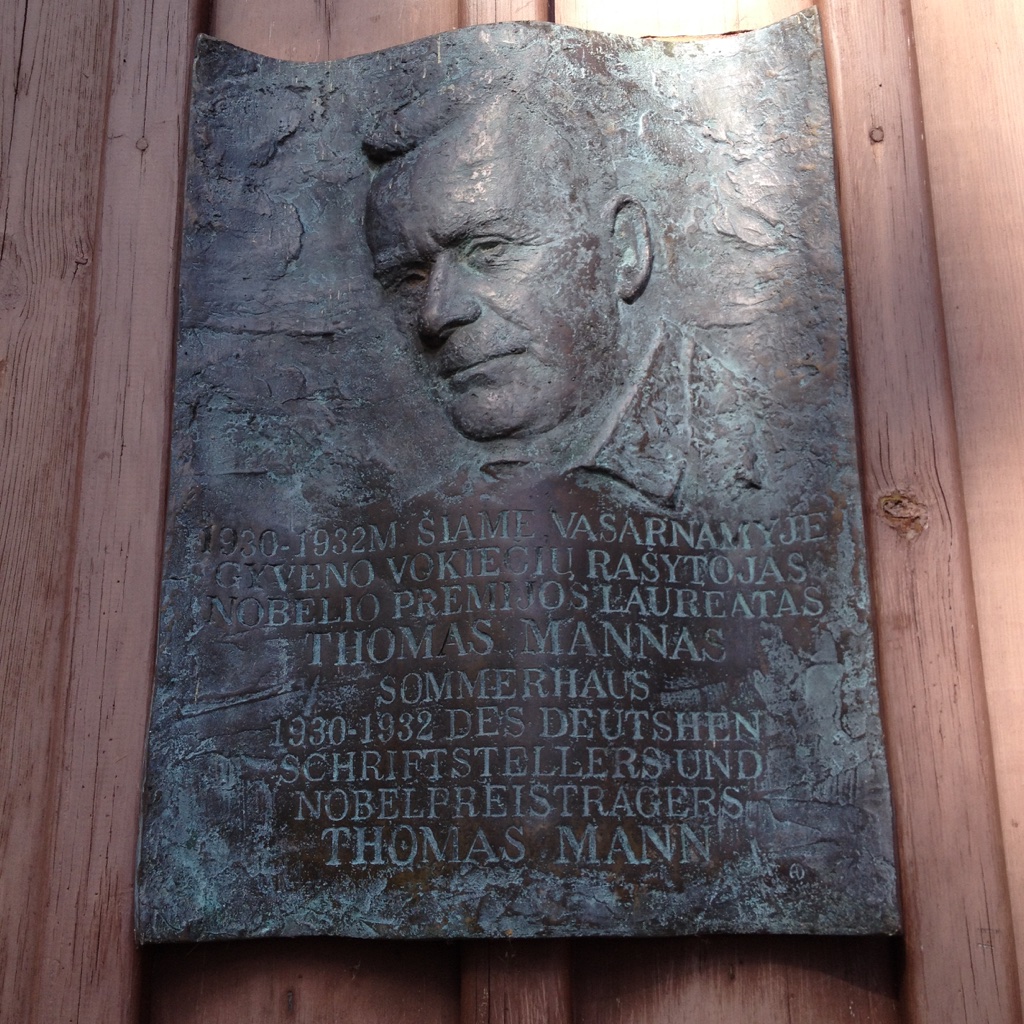 1930-1932M. ŠIAME VASARNAMYJE
GYVENO VOKIEČIŲ RAŠYTOJAS
NOBELIO PREMIJOS LAUREATAS
THOMAS MANNAS
SOMMERHAUS
1930-1932 DES DEUTSHEN
SCHRIFTSTELLERS UND
NOBELPREISTRAGERS
THOMAS MANN